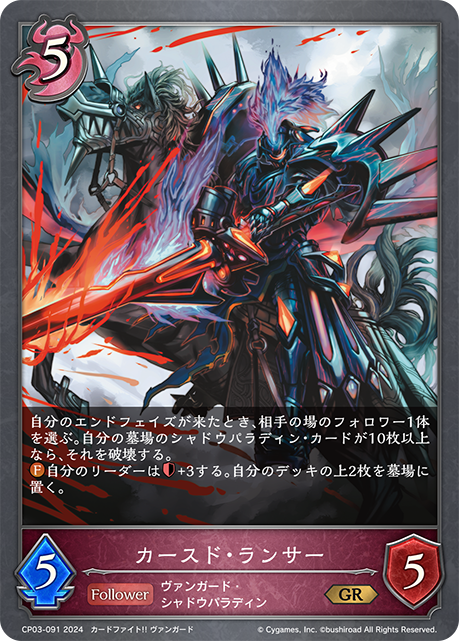 5
自分のエンドフェイズが来たとき、相手の場のフォロワー1体
を選ぶ。自分の墓場のシャドウパラディン・カードが10枚以上
なら、それを破壊する。
F自分のリーダーは+3する。自分のデッキの上2枚を墓場に
置く。
カースド・ランサー
5
Follower
ヴァンガード・
シャドウパラディン
GR
5
CP03-091 2024 カードファイト!! ヴァンガード
© Cygames, Inc. ©bushiroad All Rights Reserved.